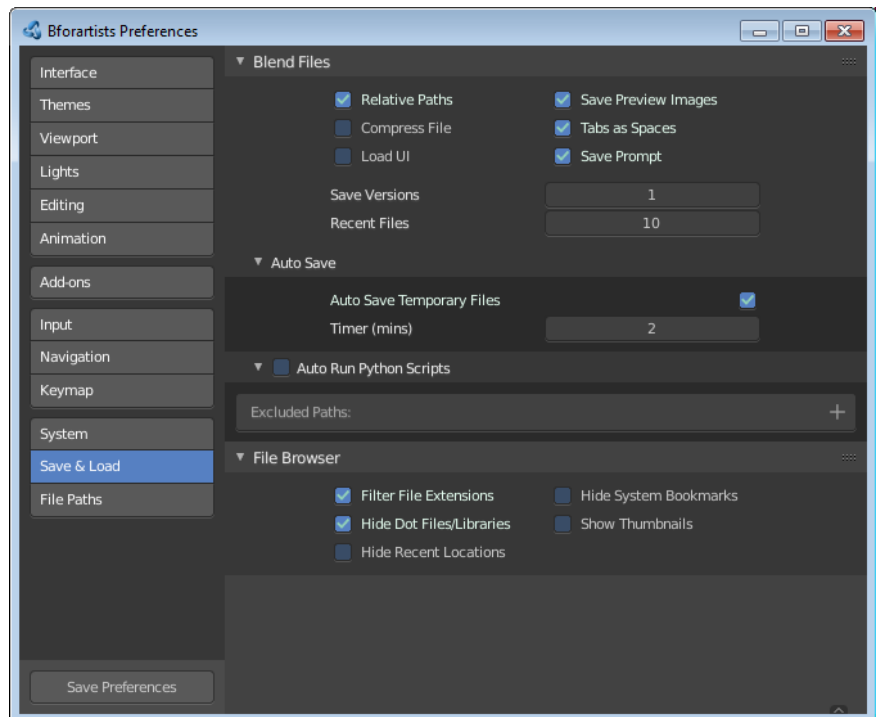 Bforartists Preferences
Interface
Themes
Viewport
Lights
Editing
Animation
Add-ons
Input
Navigation
Keymap
System
Save & Load
File Paths
Save Preferences
Blend Files
Relative Paths
Save Preview Images
Compress File
Tabs as Spaces
Load UI
Save Prompt
Save Versions 1
Recent Files 10
Auto Save
Auto Save Temporary Files
Timer (mins) 2
Auto Run Python Scripts
Excluded Paths:
File Browser
Filter File Extensions
Hide System Bookmarks
Hide Dot Files/Libraries
Show Thumbnails
Hide Recent Locations